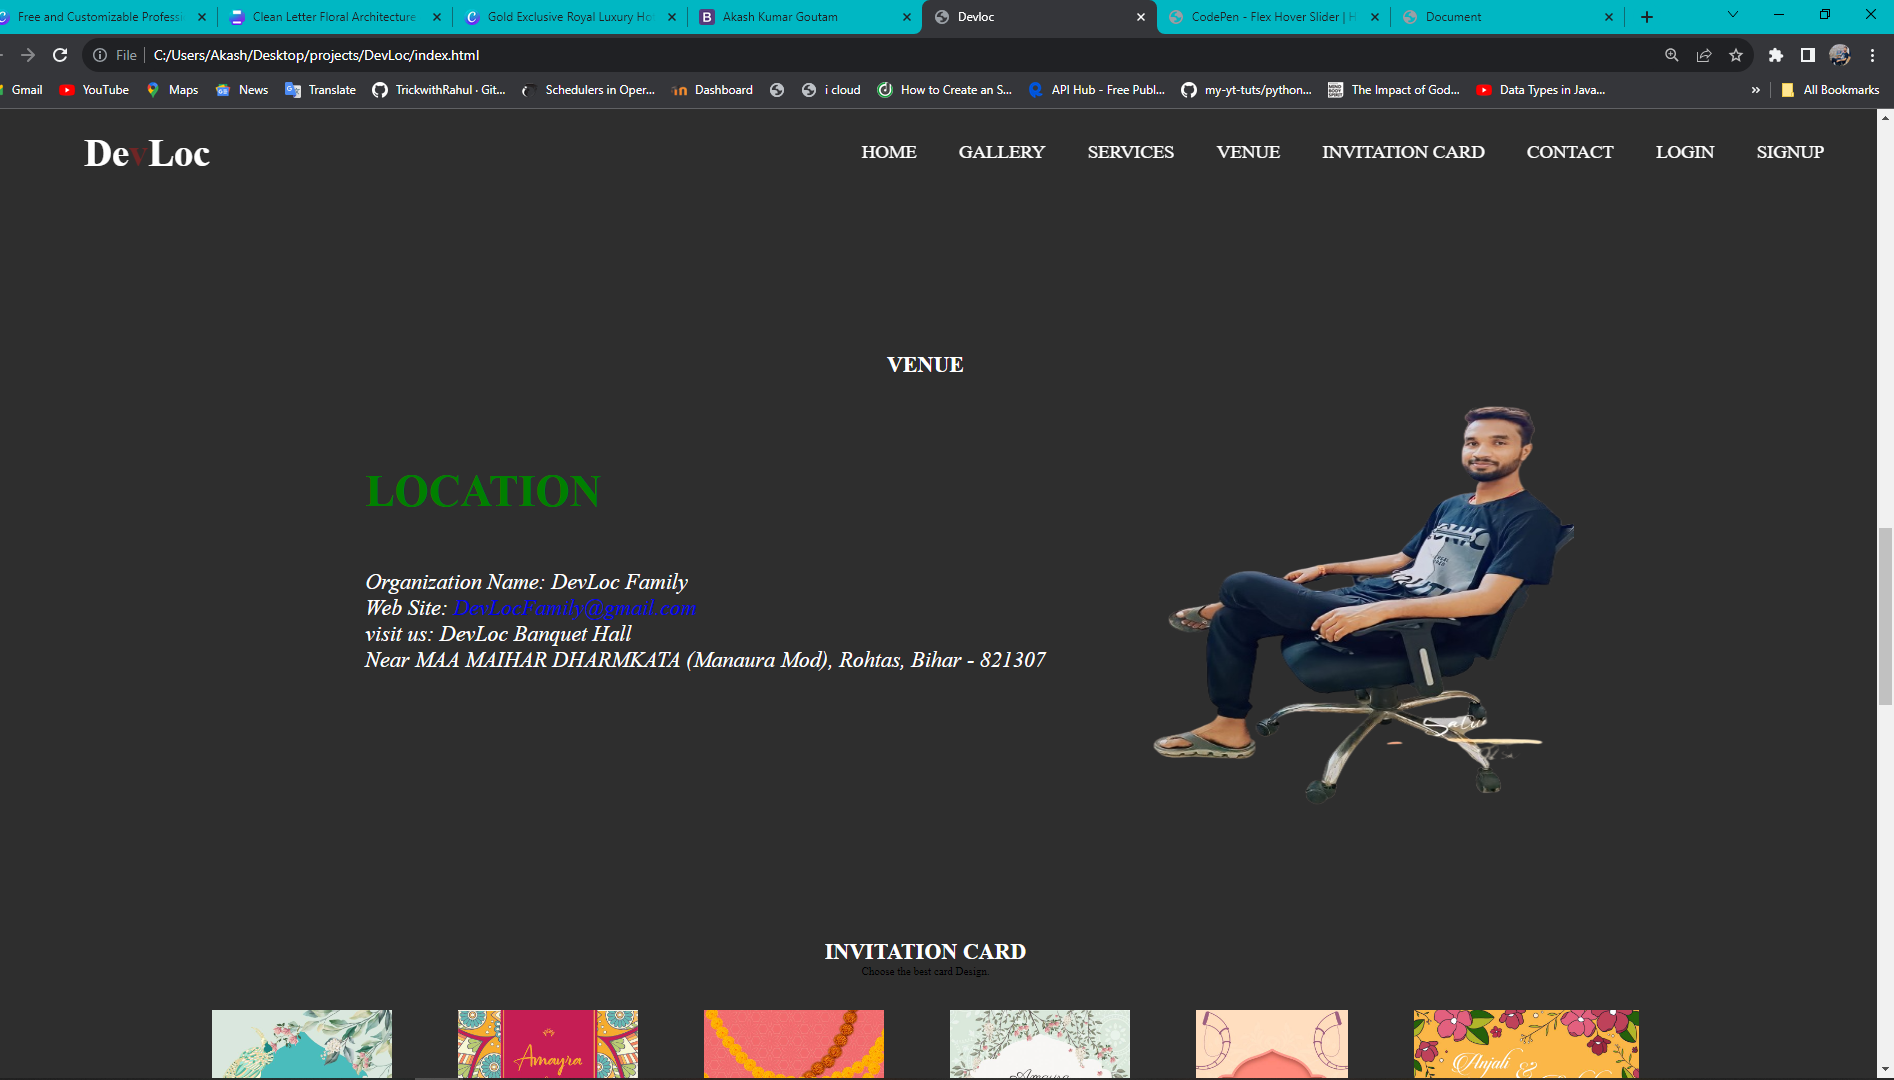 Free and Customizable Professi
Clean Letter Floral Architecture
Gold Exclusive Royal Luxury Ho
Akash Kumar Goutam
Devloc
CodePen - Flex Hover Slider | H
Document
File
C:/Users/Akash/Desktop/projects/DevLoc/index.html
Gmail
YouTube
Maps
News
Translate
TrickwithRahul · Git...
Schedulers in Oper...
Dashboard
i cloud
How to Create an S...
API Hub - Free Publ...
my-yt-tuts/python...
The Impact of God...
Data Types in Java...
All Bookmarks
DevLoc
HOME
GALLERY
SERVICES
VENUE
INVITATION CARD
CONTACT
LOGIN
SIGNUP
VENUE
LOCATION
Organization Name: DevLoc Family
Web Site: DevLocFamily@gmail.com
visit us: DevLoc Banquet Hall
Near MAA MAIHAR DHARMKATA (Manaura Mod), Rohtas, Bihar - 821307
INVITATION CARD
Choose the best card Design.
Amayra
Amayra
Anjali
&